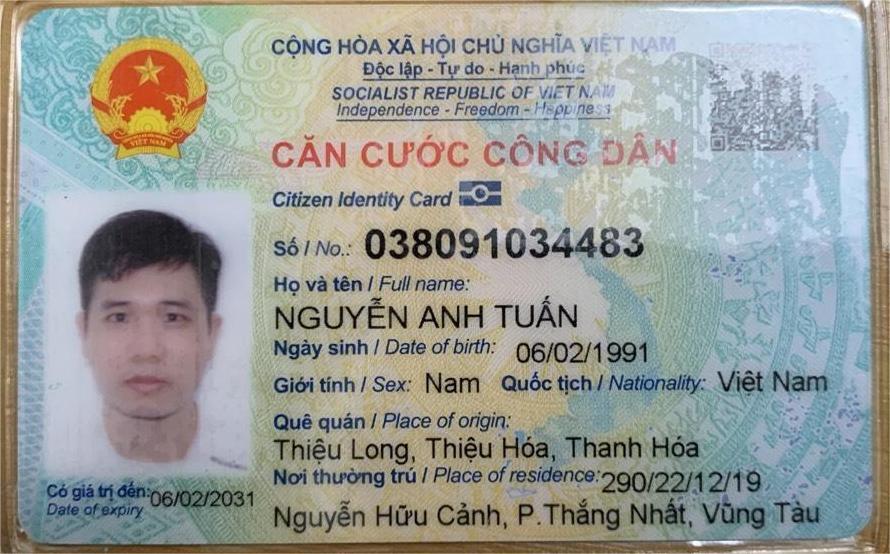 CỘNG HÒA XÃ HỘI CHỦ NGHĨA VIỆT NAM
Độc lập - Tự do - Hạnh phúc
SOCIALIST REPUBLIC OF VIET NAM
Independence - Freedom - Happiness
VIỆT NAM
CĂN CƯỚC CÔNG DÂN
Citizen Identity Card
Số / No.: 038091034483
Họ và tên / Full name:
NGUYỄN ANH TUẤN
Ngày sinh / Date of birth: 06/02/1991
Giới tính / Sex: Nam Quốc tịch / Nationality: Việt Nam
Quê quán / Place of origin:
Thiệu Long, Thiệu Hóa, Thanh Hóa
Nơi thường trú / Place of residence: 290/22/12/19
Nguyễn Hữu Cảnh, P.Thắng Nhất, Vũng Tàu
Có giá trị đến: 06/02/2031
Date of expiry